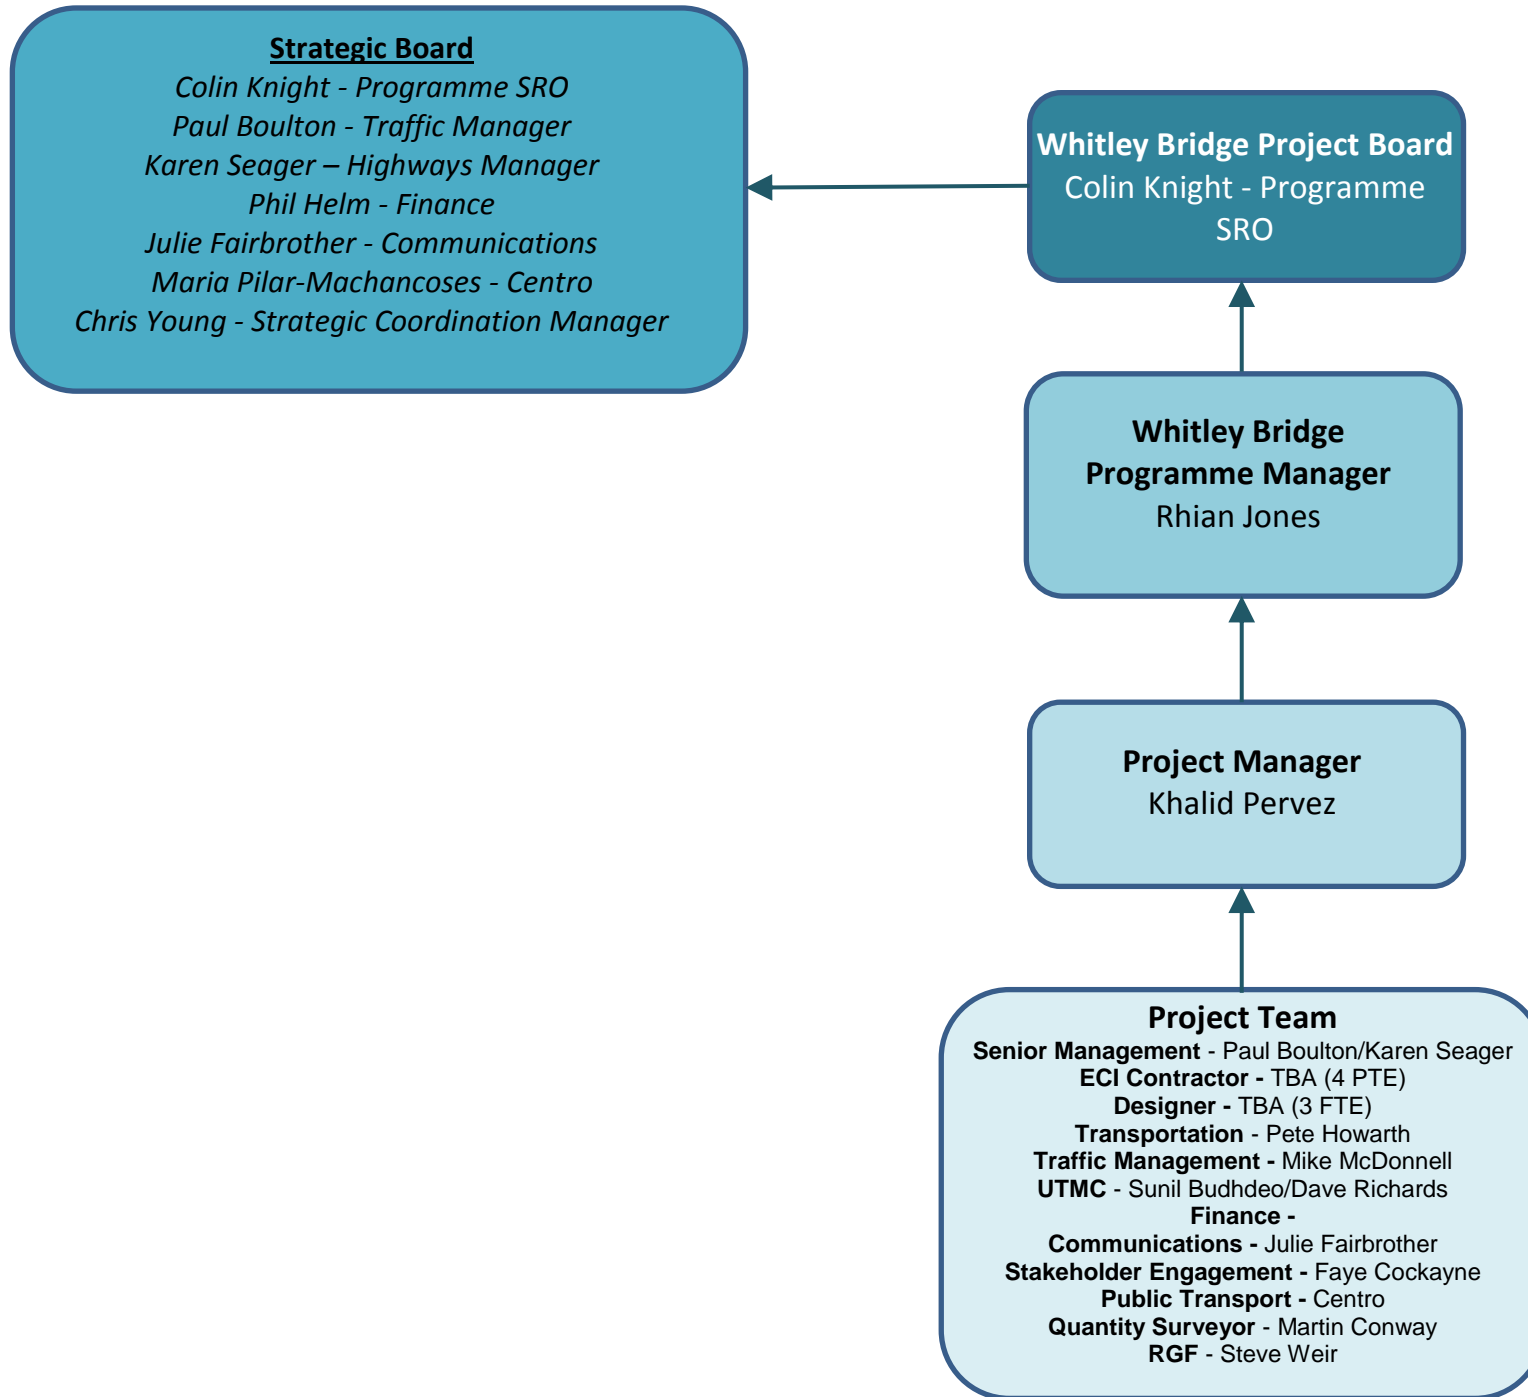 Strategic Board
Colin Knight - Programme SRO
Paul Boulton - Traffic Manager
Karen Seager – Highways Manager
Phil Helm - Finance
Julie Fairbrother - Communications
Maria Pilar-Machancoses - Centro
Chris Young - Strategic Coordination Manager
Whitley Bridge Project Board
Colin Knight - Programme
SRO
Whitley Bridge
Programme Manager
Rhian Jones
Project Manager
Khalid Pervez
Project Team
Senior Management - Paul Boulton/Karen Seager
ECI Contractor - TBA (4 PTE)
Designer - TBA (3 FTE)
Transportation - Pete Howarth
Traffic Management - Mike McDonnell
UTMC - Sunil Budhdeo/Dave Richards
Finance -
Communications - Julie Fairbrother
Stakeholder Engagement - Faye Cockayne
Public Transport - Centro
Quantity Surveyor - Martin Conway
RGF - Steve Weir